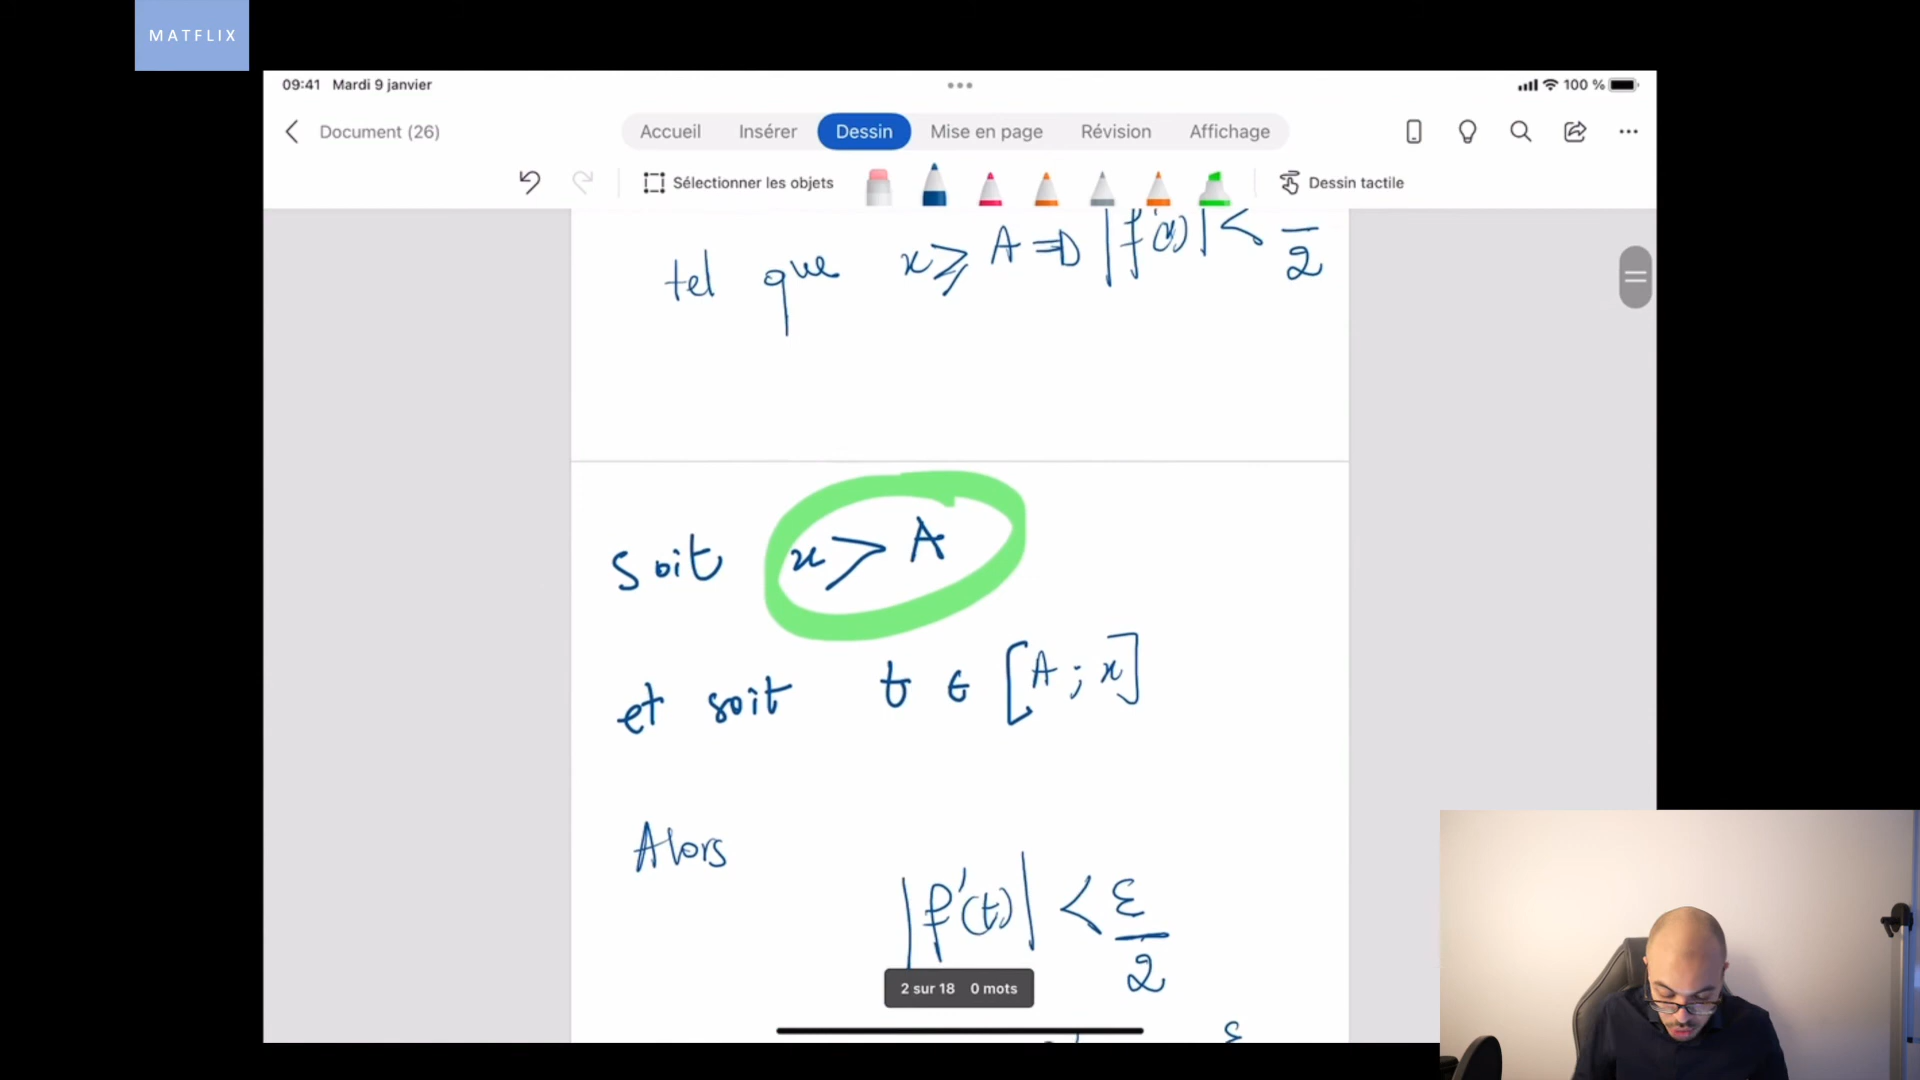 MATFLIX
09:41 Mardi 9 janvier
100 %
Document (26)
Accueil Insérer Dessin Mise en page Révision Affichage
Sélectionner les objets
Dessin tactile
tel que x ≥ A => |f'(x)| < /2
Soit x > A
et soit t ∈ [A ; x]
Alors
|f'(t)| < ε/2
2 sur 18 0 mots
ε